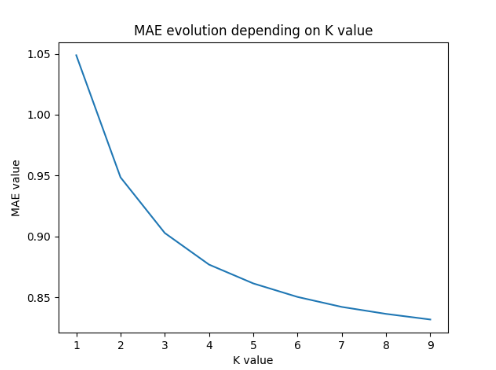 MAE evolution depending on K value
1.05
1.00
0.95
0.90
0.85
MAE value
1 2 3 4 5 6 7 8 9
K value